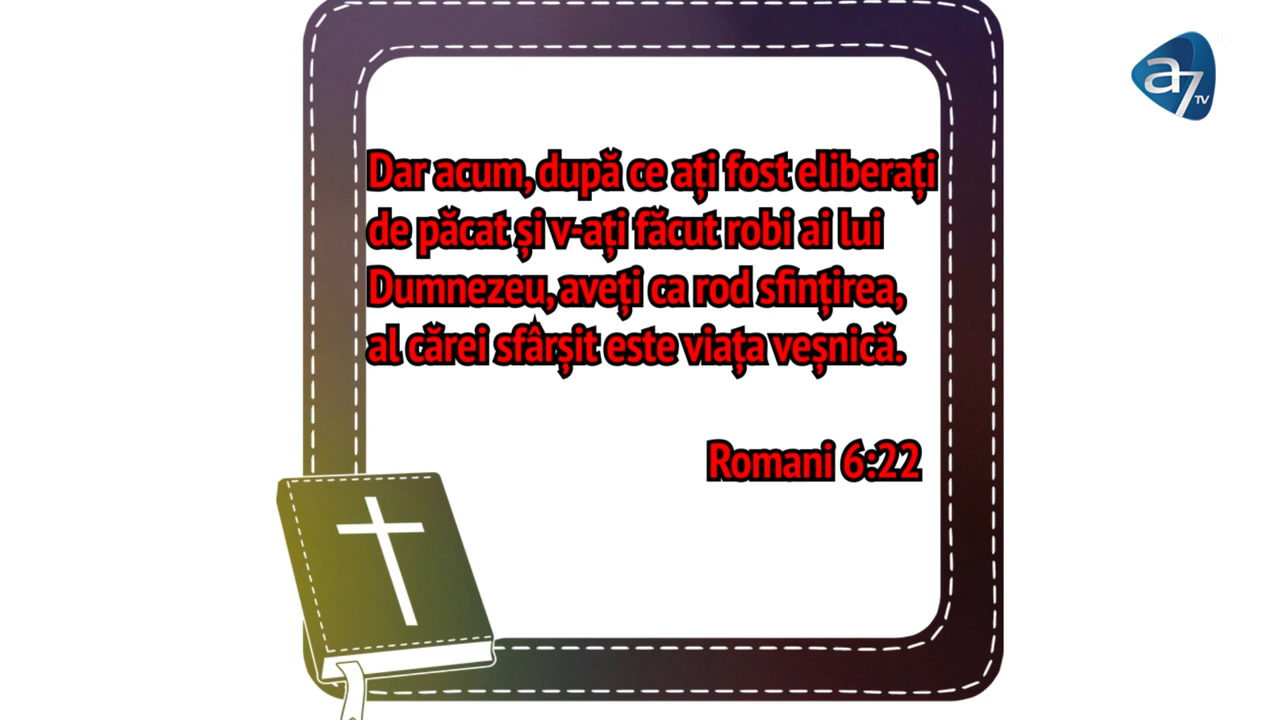 a7 TV
Dar acum, după ce ați fost eliberați
de păcat și v-ați făcut robi ai lui
Dumnezeu, aveți ca rod sfințirea,
al cărei sfârșit este viața veșnică.
Romani 6:22